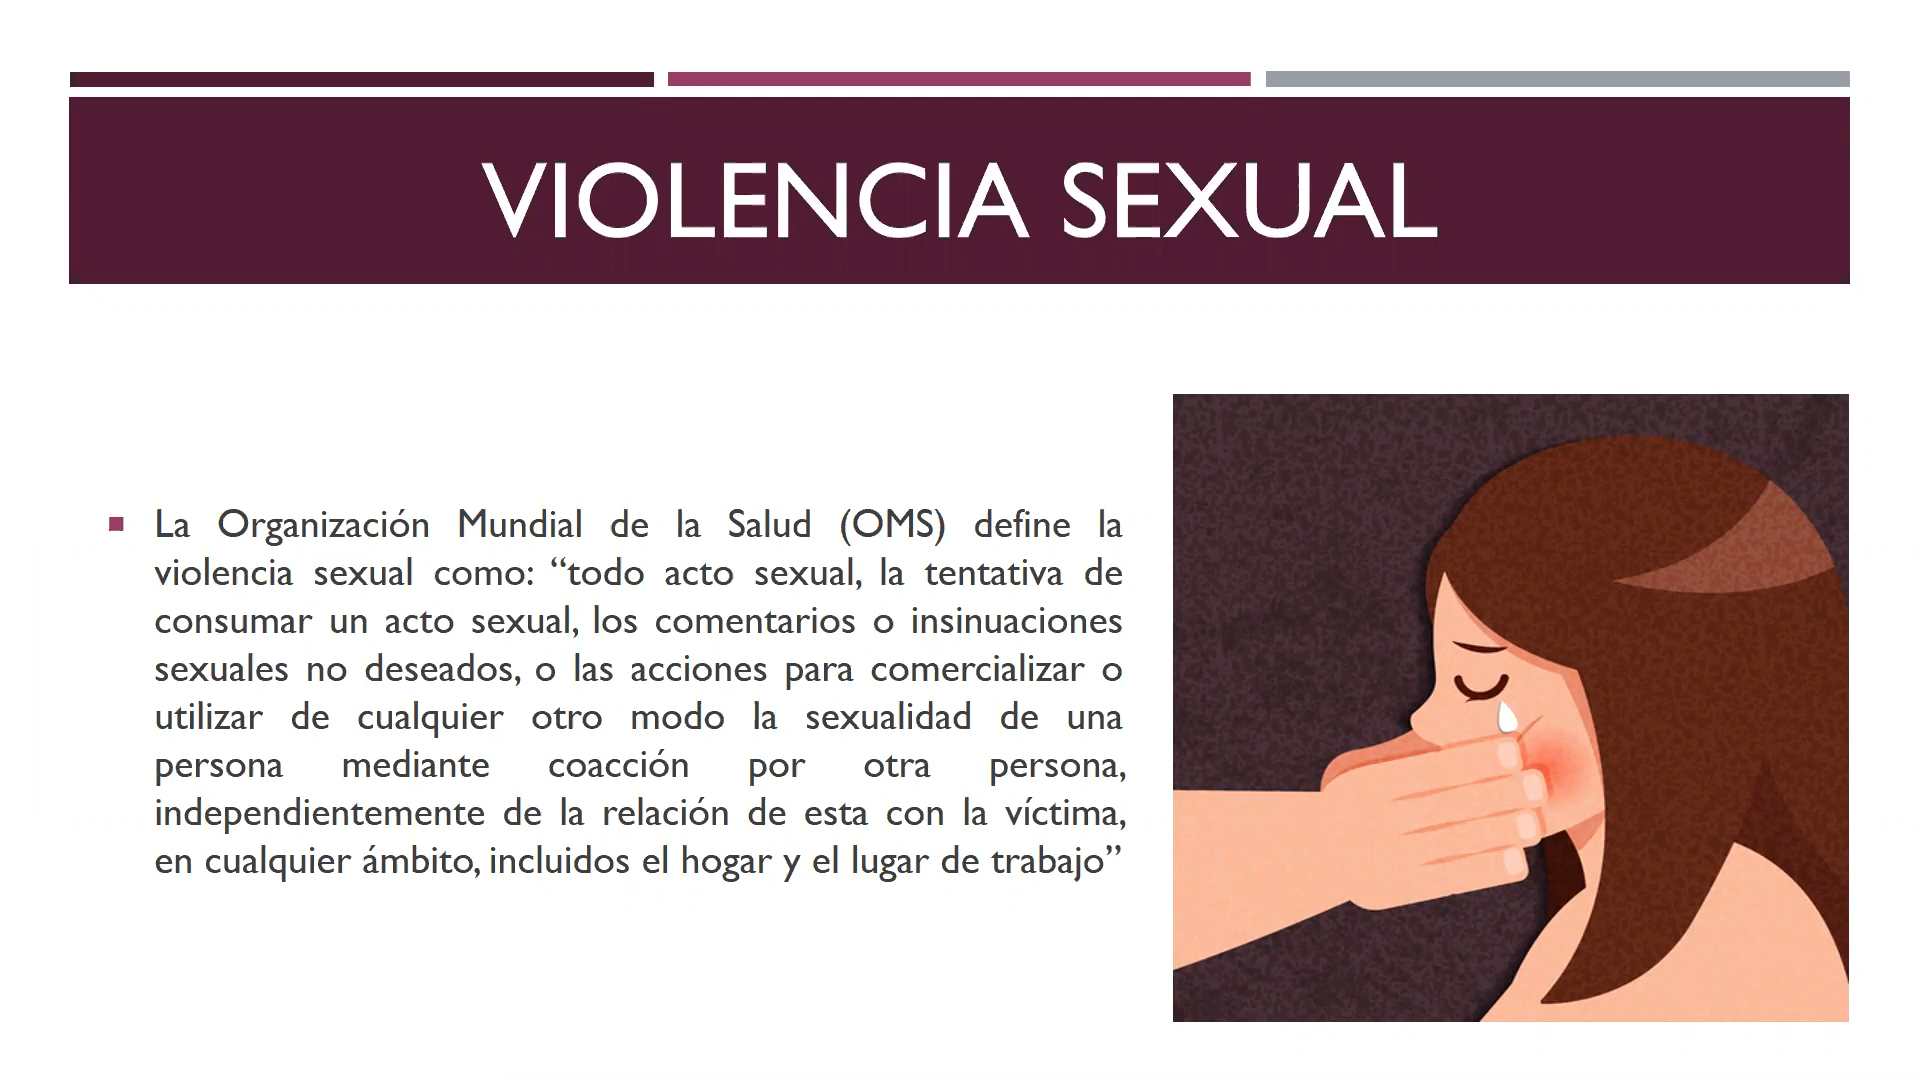 VIOLENCIA SEXUAL
La Organización Mundial de la Salud (OMS) define la
violencia sexual como: “todo acto sexual, la tentativa de
consumar un acto sexual, los comentarios o insinuaciones
sexuales no deseados, o las acciones para comercializar o
utilizar de cualquier otro modo la sexualidad de una
persona mediante coacción por otra persona,
independientemente de la relación de esta con la víctima,
en cualquier ámbito, incluidos el hogar y el lugar de trabajo”